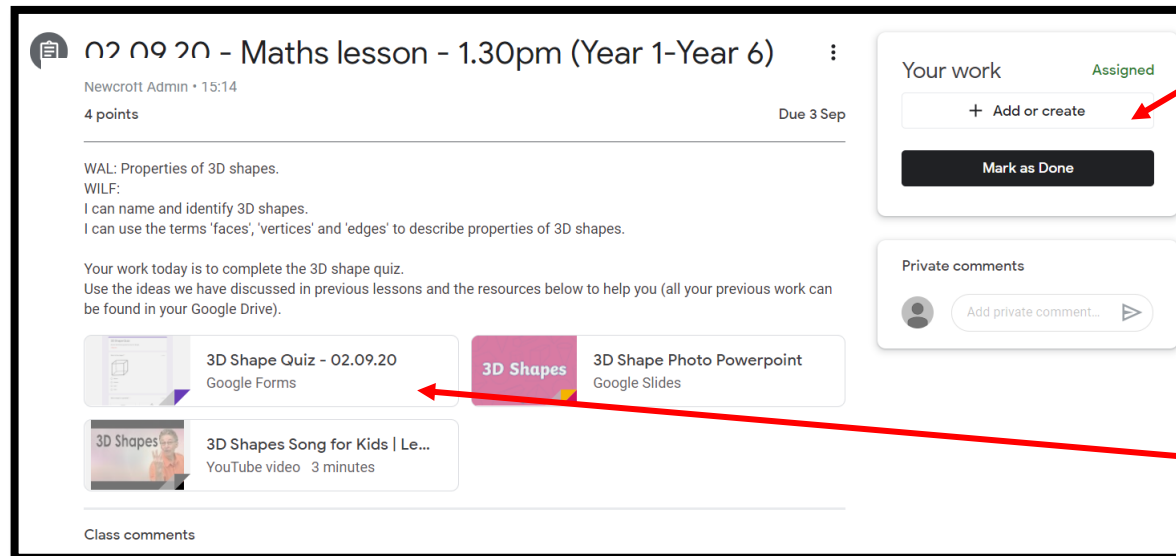 02.09.20 - Maths lesson - 1.30pm (Year 1-Year 6)
Newcroft Admin • 15:14
4 points
Due 3 Sep
WAL: Properties of 3D shapes.
WILF:
I can name and identify 3D shapes.
I can use the terms 'faces', 'vertices' and 'edges' to describe properties of 3D shapes.
Your work today is to complete the 3D shape quiz.
Use the ideas we have discussed in previous lessons and the resources below to help you (all your previous work can
be found in your Google Drive).
3D Shape Quiz - 02.09.20
Google Forms
3D Shapes
3D Shape Photo Powerpoint
Google Slides
3D Shapes
3D Shapes Song for Kids | Le...
YouTube video 3 minutes
Class comments
Your work
Assigned
+ Add or create
Mark as Done
Private comments
Add private comment...